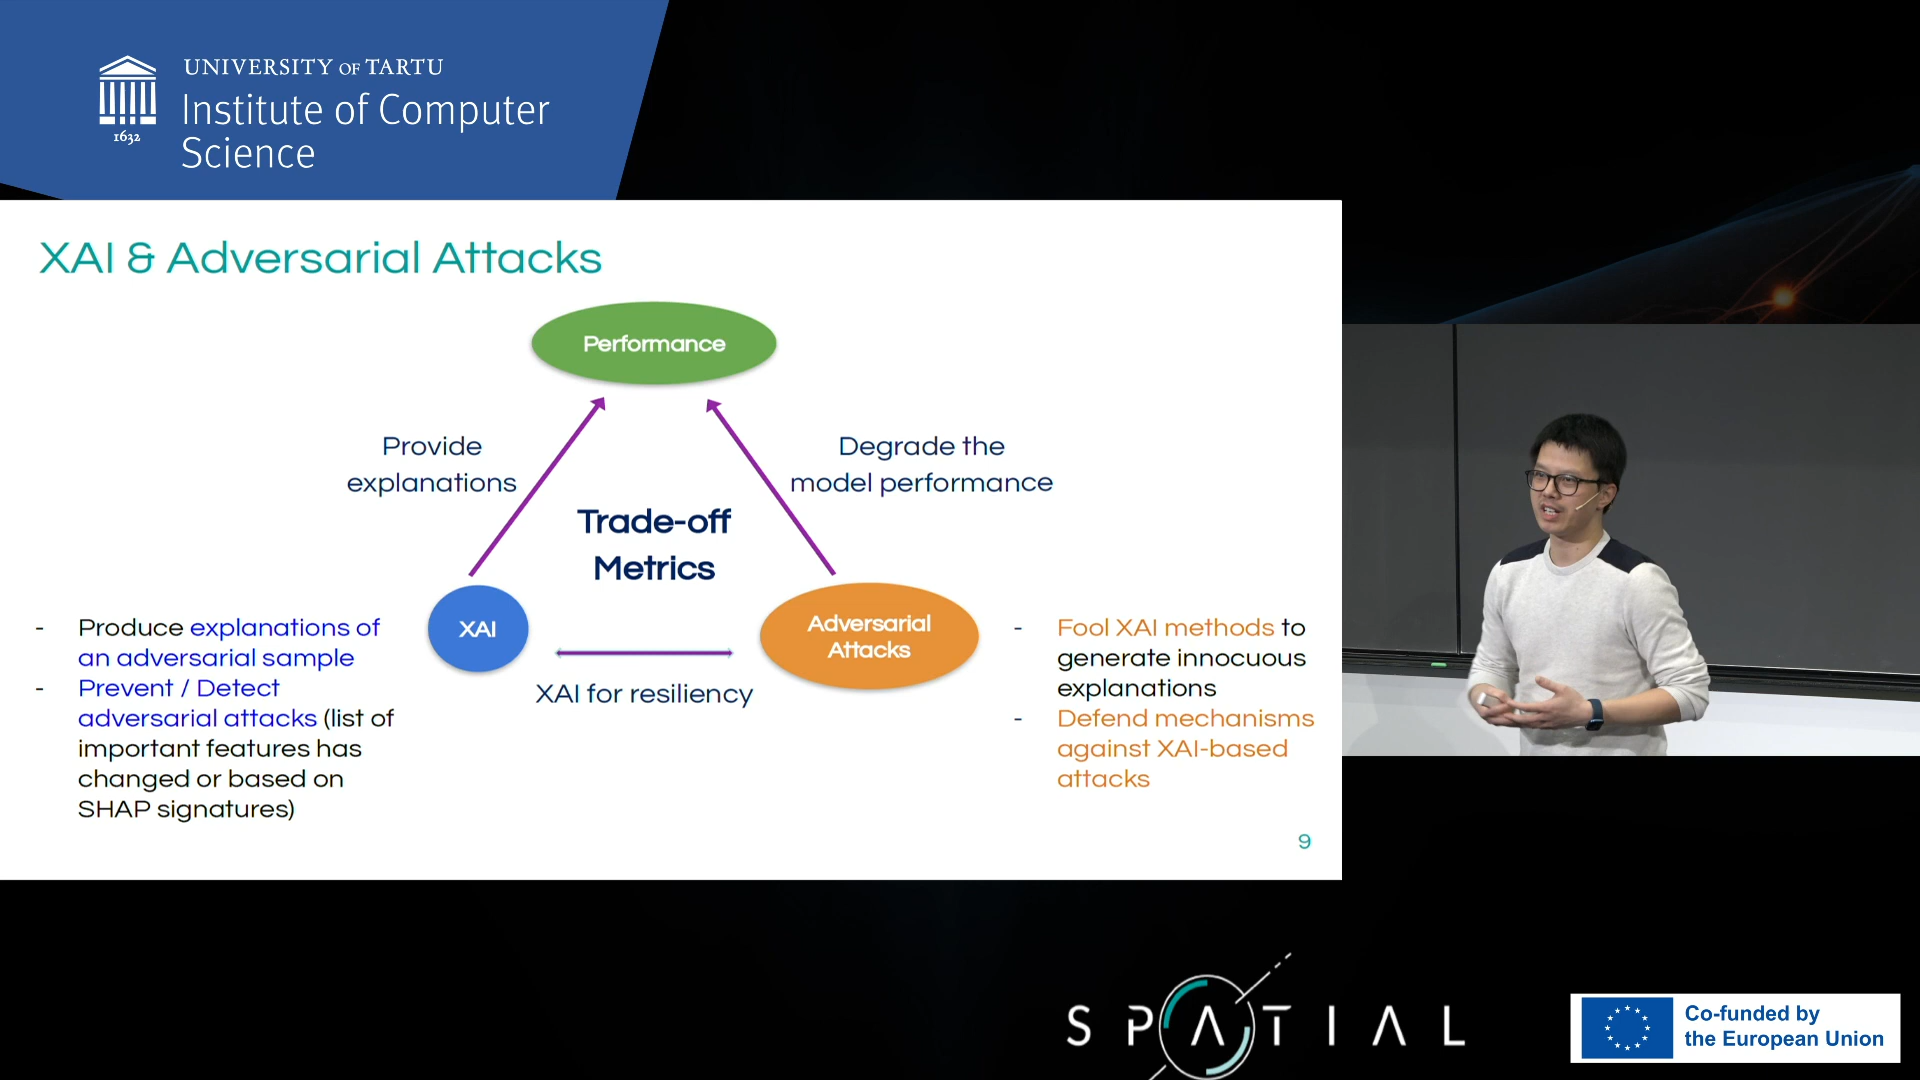 UNIVERSITY OF TARTU
Institute of Computer
Science
1632
XAI & Adversarial Attacks
Performance
Provide
explanations
Degrade the
model performance
Trade-off
Metrics
XAI
Adversarial
Attacks
XAI for resiliency
- Produce explanations of
an adversarial sample
- Prevent / Detect
adversarial attacks (list of
important features has
changed or based on
SHAP signatures)
- Fool XAI methods to
generate innocuous
explanations
- Defend mechanisms
against XAI-based
attacks
9
SPATIAL
Co-funded by
the European Union